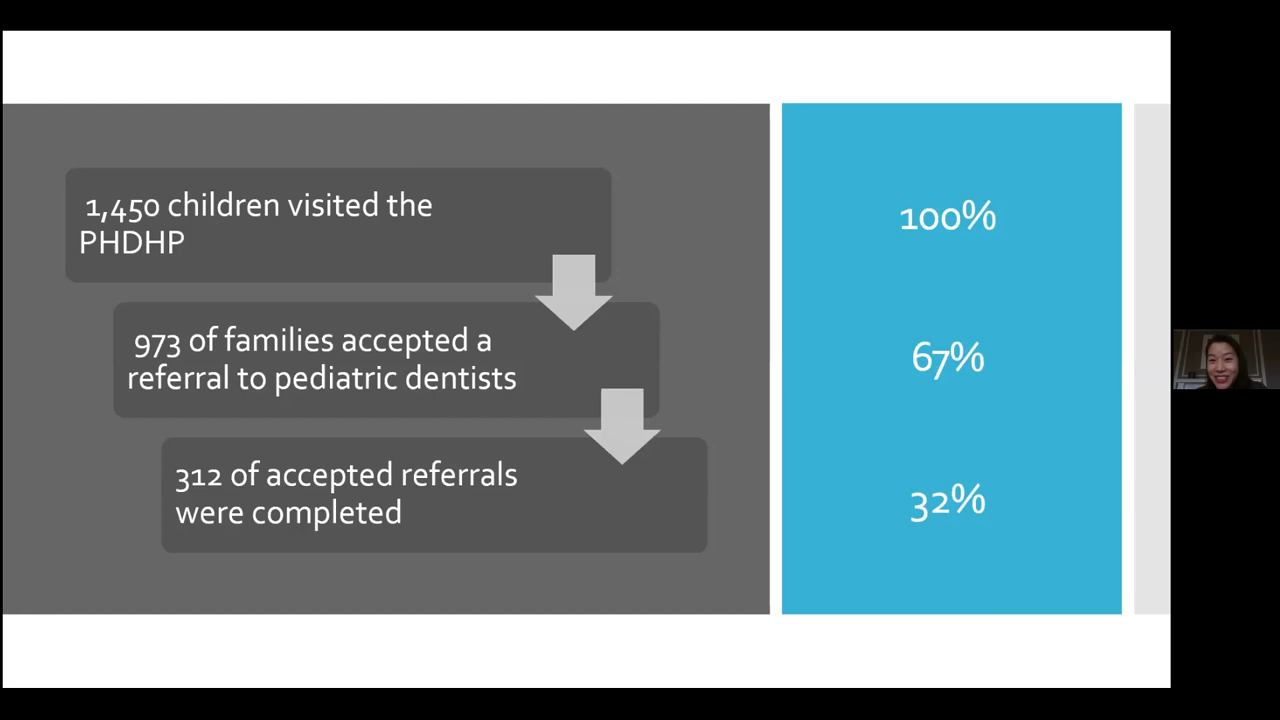 1,450 children visited the
PHDHP
100%
973 of families accepted a
referral to pediatric dentists
67%
312 of accepted referrals
were completed
32%